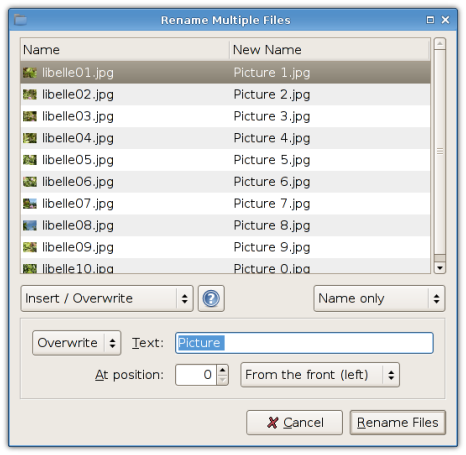 Rename Multiple Files
Name New Name
libelle01.jpg Picture 1.jpg
libelle02.jpg Picture 2.jpg
libelle03.jpg Picture 3.jpg
libelle04.jpg Picture 4.jpg
libelle05.jpg Picture 5.jpg
libelle06.jpg Picture 6.jpg
libelle07.jpg Picture 7.jpg
libelle08.jpg Picture 8.jpg
libelle09.jpg Picture 9.jpg
libelle10.jpg Picture 0.jpg
Insert / Overwrite ? Name only
Overwrite Text: Picture
At position: 0 From the front (left)
Cancel Rename Files